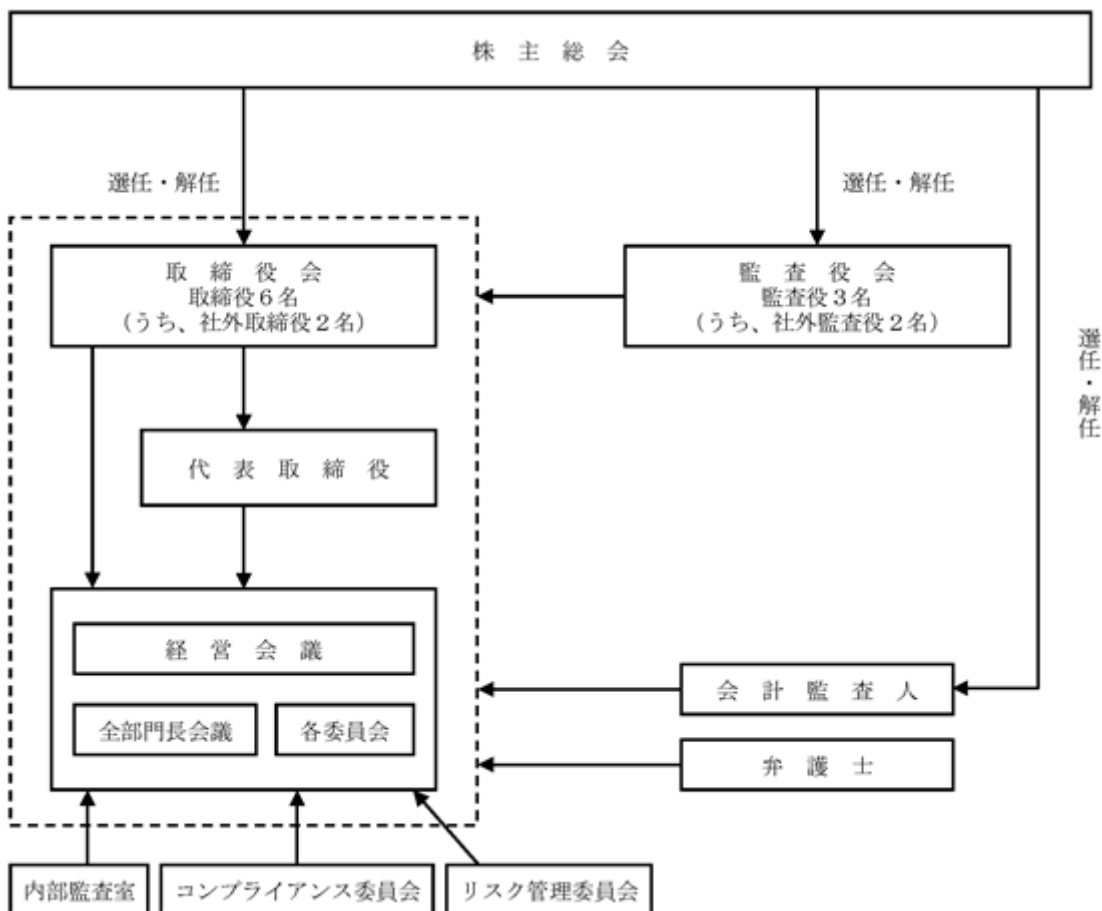 株主総会
選任・解任
選任・解任
取締役会
取締役6名
（うち、社外取締役2名）
監査役会
監査役3名
（うち、社外監査役2名）
選任・解任
代表取締役
経営会議
全部門長会議
各委員会
会計監査人
弁護士
内部監査室
コンプライアンス委員会
リスク管理委員会